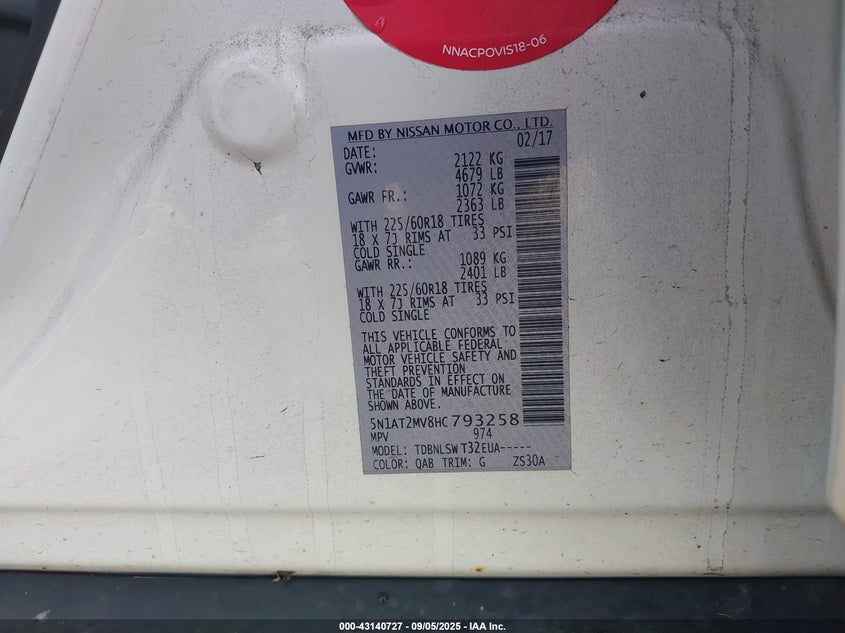 NNACPOVIS18-06
MFD BY NISSAN MOTOR CO., LTD.
DATE: 02/17
GVWR: 2122 KG
4679 LB
GAWR FR.: 1072 KG
2363 LB
WITH 225/60R18 TIRES
18 X 7J RIMS AT 33 PSI
COLD SINGLE
GAWR RR.: 1089 KG
2401 LB
WITH 225/60R18 TIRES
18 X 7J RIMS AT 33 PSI
COLD SINGLE
THIS VEHICLE CONFORMS TO
ALL APPLICABLE FEDERAL
MOTOR VEHICLE SAFETY AND
THEFT PREVENTION
STANDARDS IN EFFECT ON
THE DATE OF MANUFACTURE
SHOWN ABOVE.
5N1AT2MV8HC793258
MPV 974
MODEL: TDBNLSW T32EUA-----
COLOR: QAB TRIM: G ZS30A
000-43140727 - 09/05/2025 - IAA Inc.